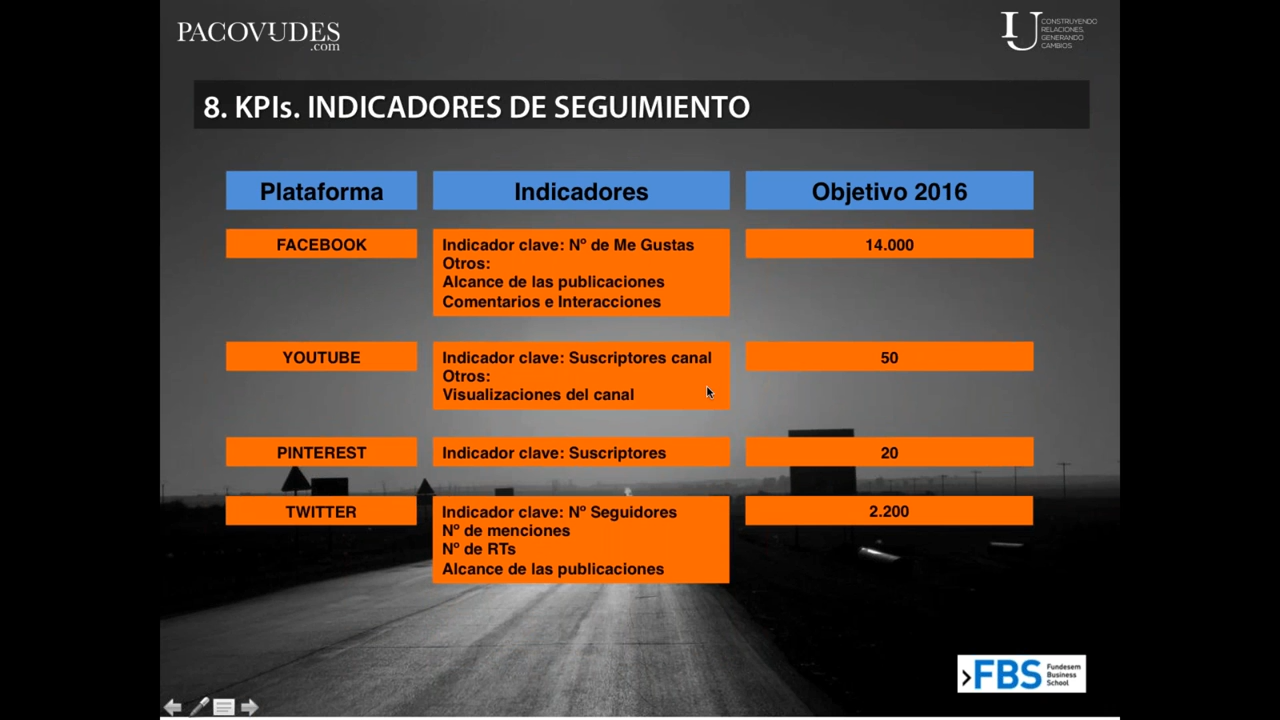 PACOVUDES
.com
CONSTRUYENDO
RELACIONES,
GENERANDO
CAMBIOS
8. KPIs. INDICADORES DE SEGUIMIENTO
Plataforma
Indicadores
Objetivo 2016
FACEBOOK
Indicador clave: Nº de Me Gustas
Otros:
Alcance de las publicaciones
Comentarios e Interacciones
14.000
YOUTUBE
Indicador clave: Suscriptores canal
Otros:
Visualizaciones del canal
50
PINTEREST
Indicador clave: Suscriptores
20
TWITTER
Indicador clave: Nº Seguidores
Nº de menciones
Nº de RTs
Alcance de las publicaciones
2.200
FBS
Fundesem
Business
School